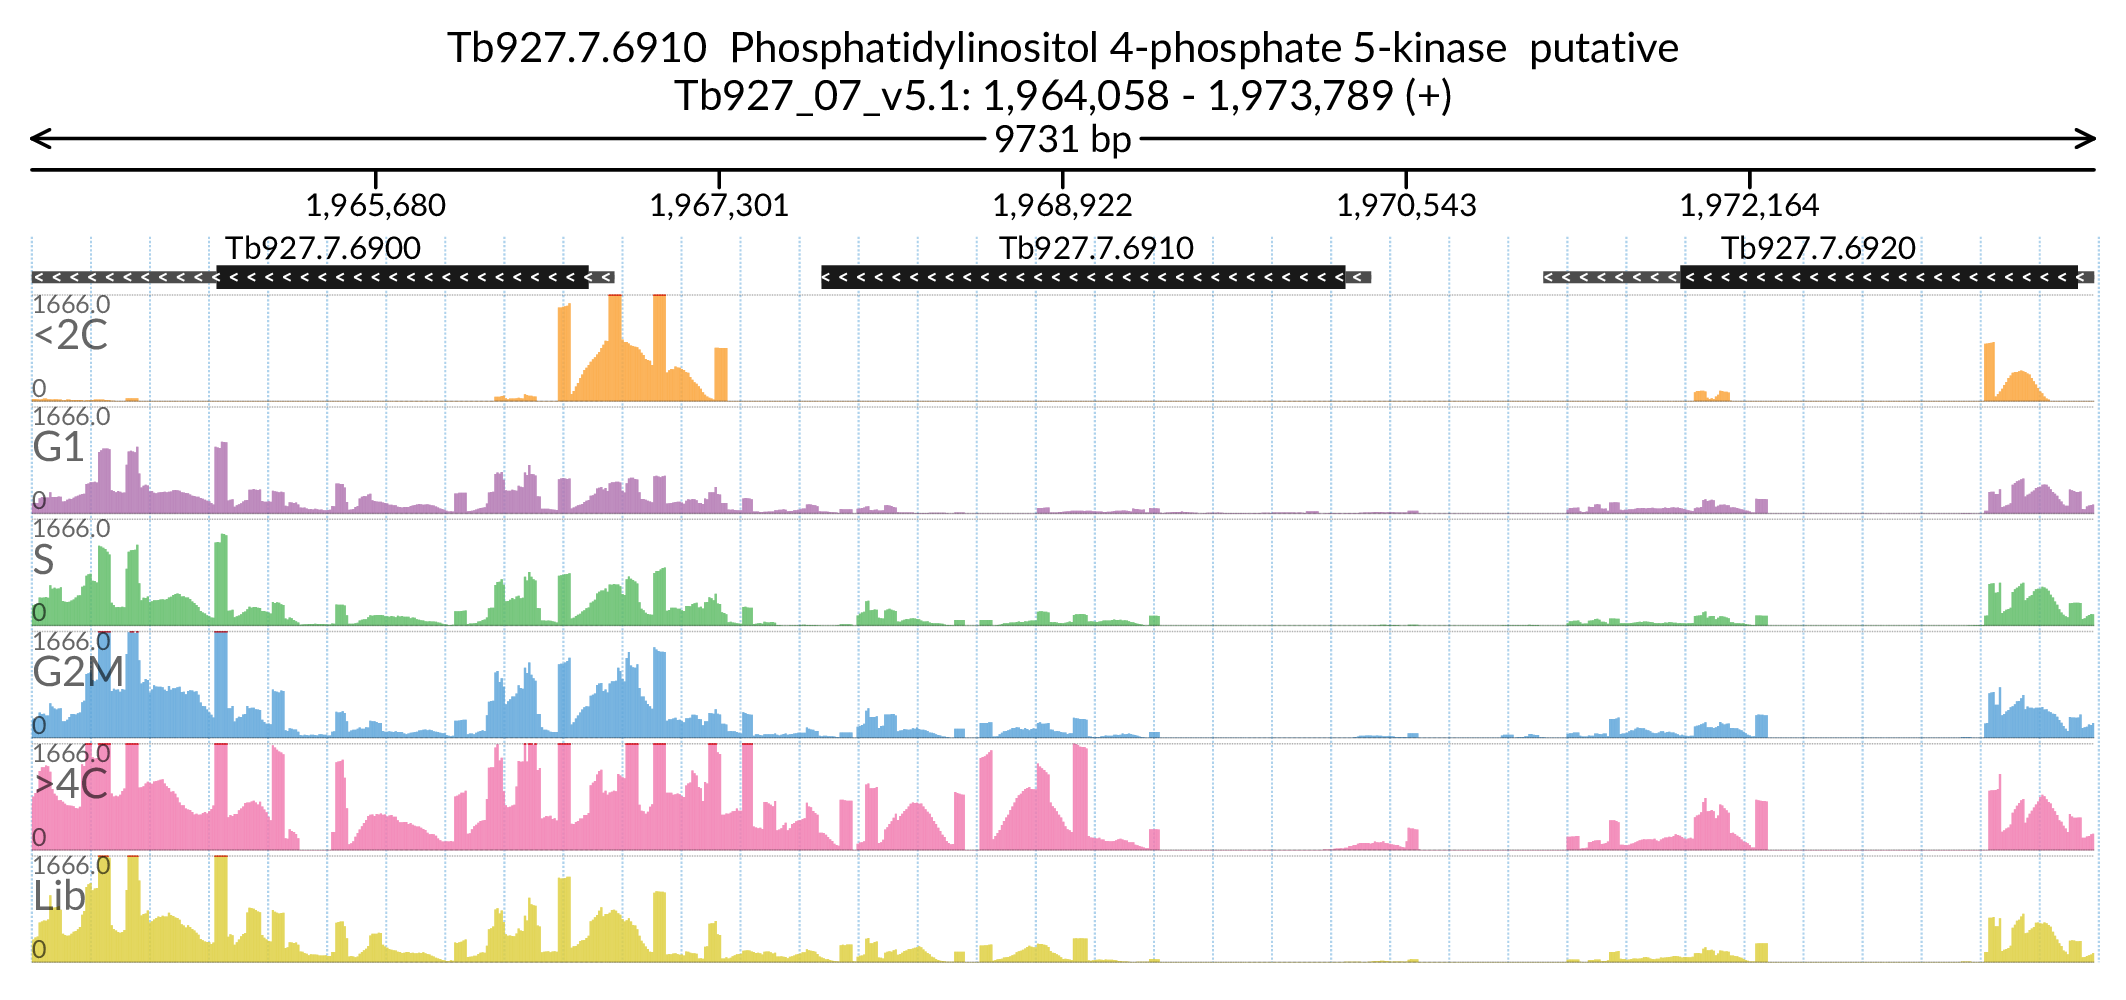 Tb927.7.6910 Phosphatidylinositol 4-phosphate 5-kinase putative
Tb927_07_v5.1: 1,964,058 - 1,973,789 (+)
9731 bp
1,965,680 1,967,301 1,968,922 1,970,543 1,972,164
Tb927.7.6900 Tb927.7.6910 Tb927.7.6920
1666.0
<2C
0
1666.0
G1
0
1666.0
S
0
1666.0
G2M
0
1666.0
>4C
0
1666.0
Lib
0